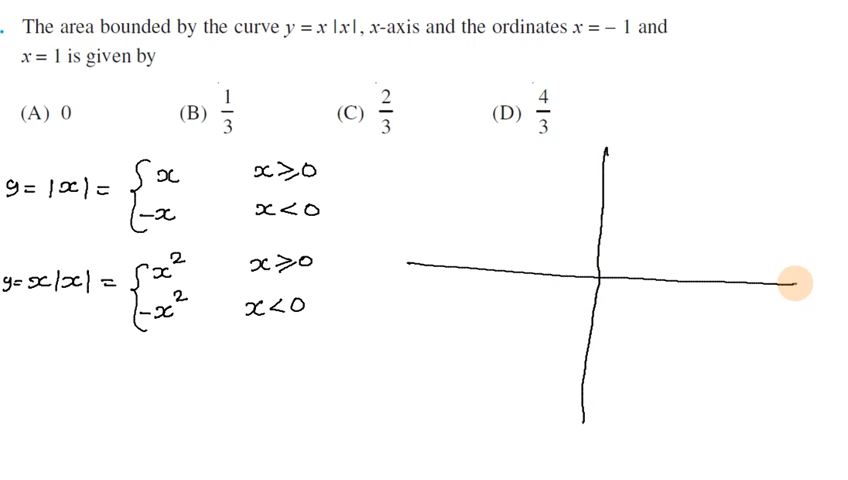 . The area bounded by the curve y = x |x|, x-axis and the ordinates x = – 1 and
x = 1 is given by
(A) 0 (B) 1/3 (C) 2/3 (D) 4/3
y = |x| = { x x ≥ 0
-x x < 0
y = x|x| = { x² x ≥ 0
-x² x < 0